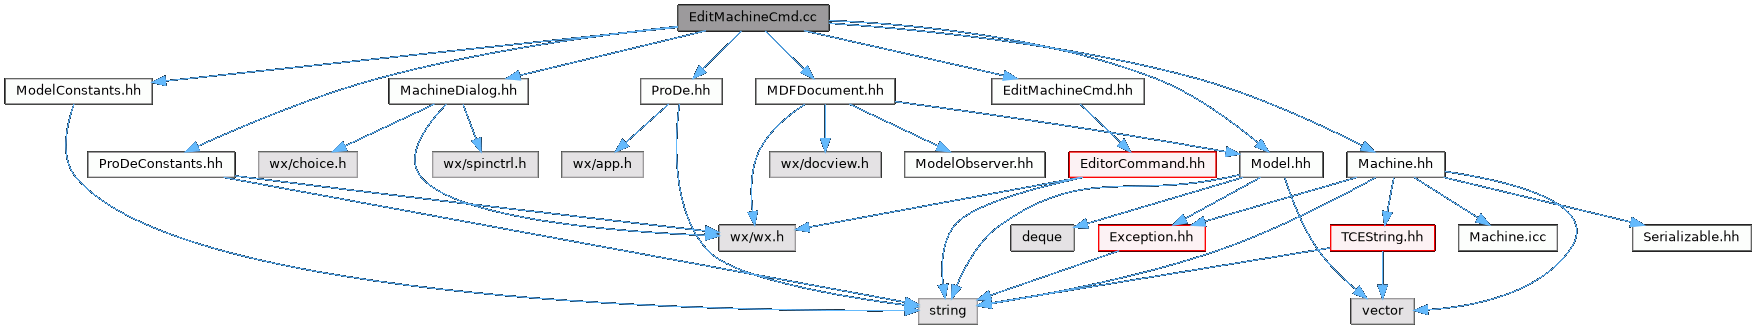 EditMachineCmd.cc
ModelConstants.hh
MachineDialog.hh
ProDe.hh
MDFDocument.hh
EditMachineCmd.hh
ProDeConstants.hh
wx/choice.h
wx/spinctrl.h
wx/app.h
wx/docview.h
ModelObserver.hh
EditorCommand.hh
Model.hh
Machine.hh
wx/wx.h
deque
Exception.hh
TCEString.hh
Machine.icc
Serializable.hh
string
vector